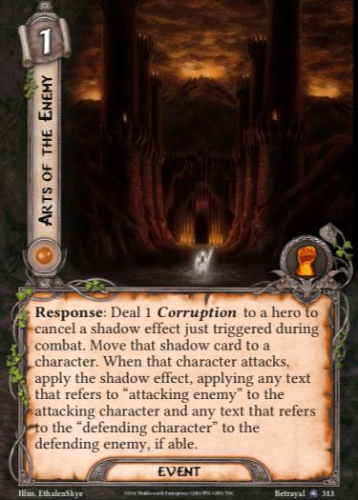 1
ARTS OF THE ENEMY
Response: Deal 1 Corruption to a hero to
cancel a shadow effect just triggered during
combat. Move that shadow card to a
character. When that character attacks,
apply the shadow effect, applying any text
that refers to “attacking enemy” to the
attacking character and any text that refers
to the “defending character” to the
defending enemy, if able.
EVENT
Illus. EthalenSkye
Betrayal 313